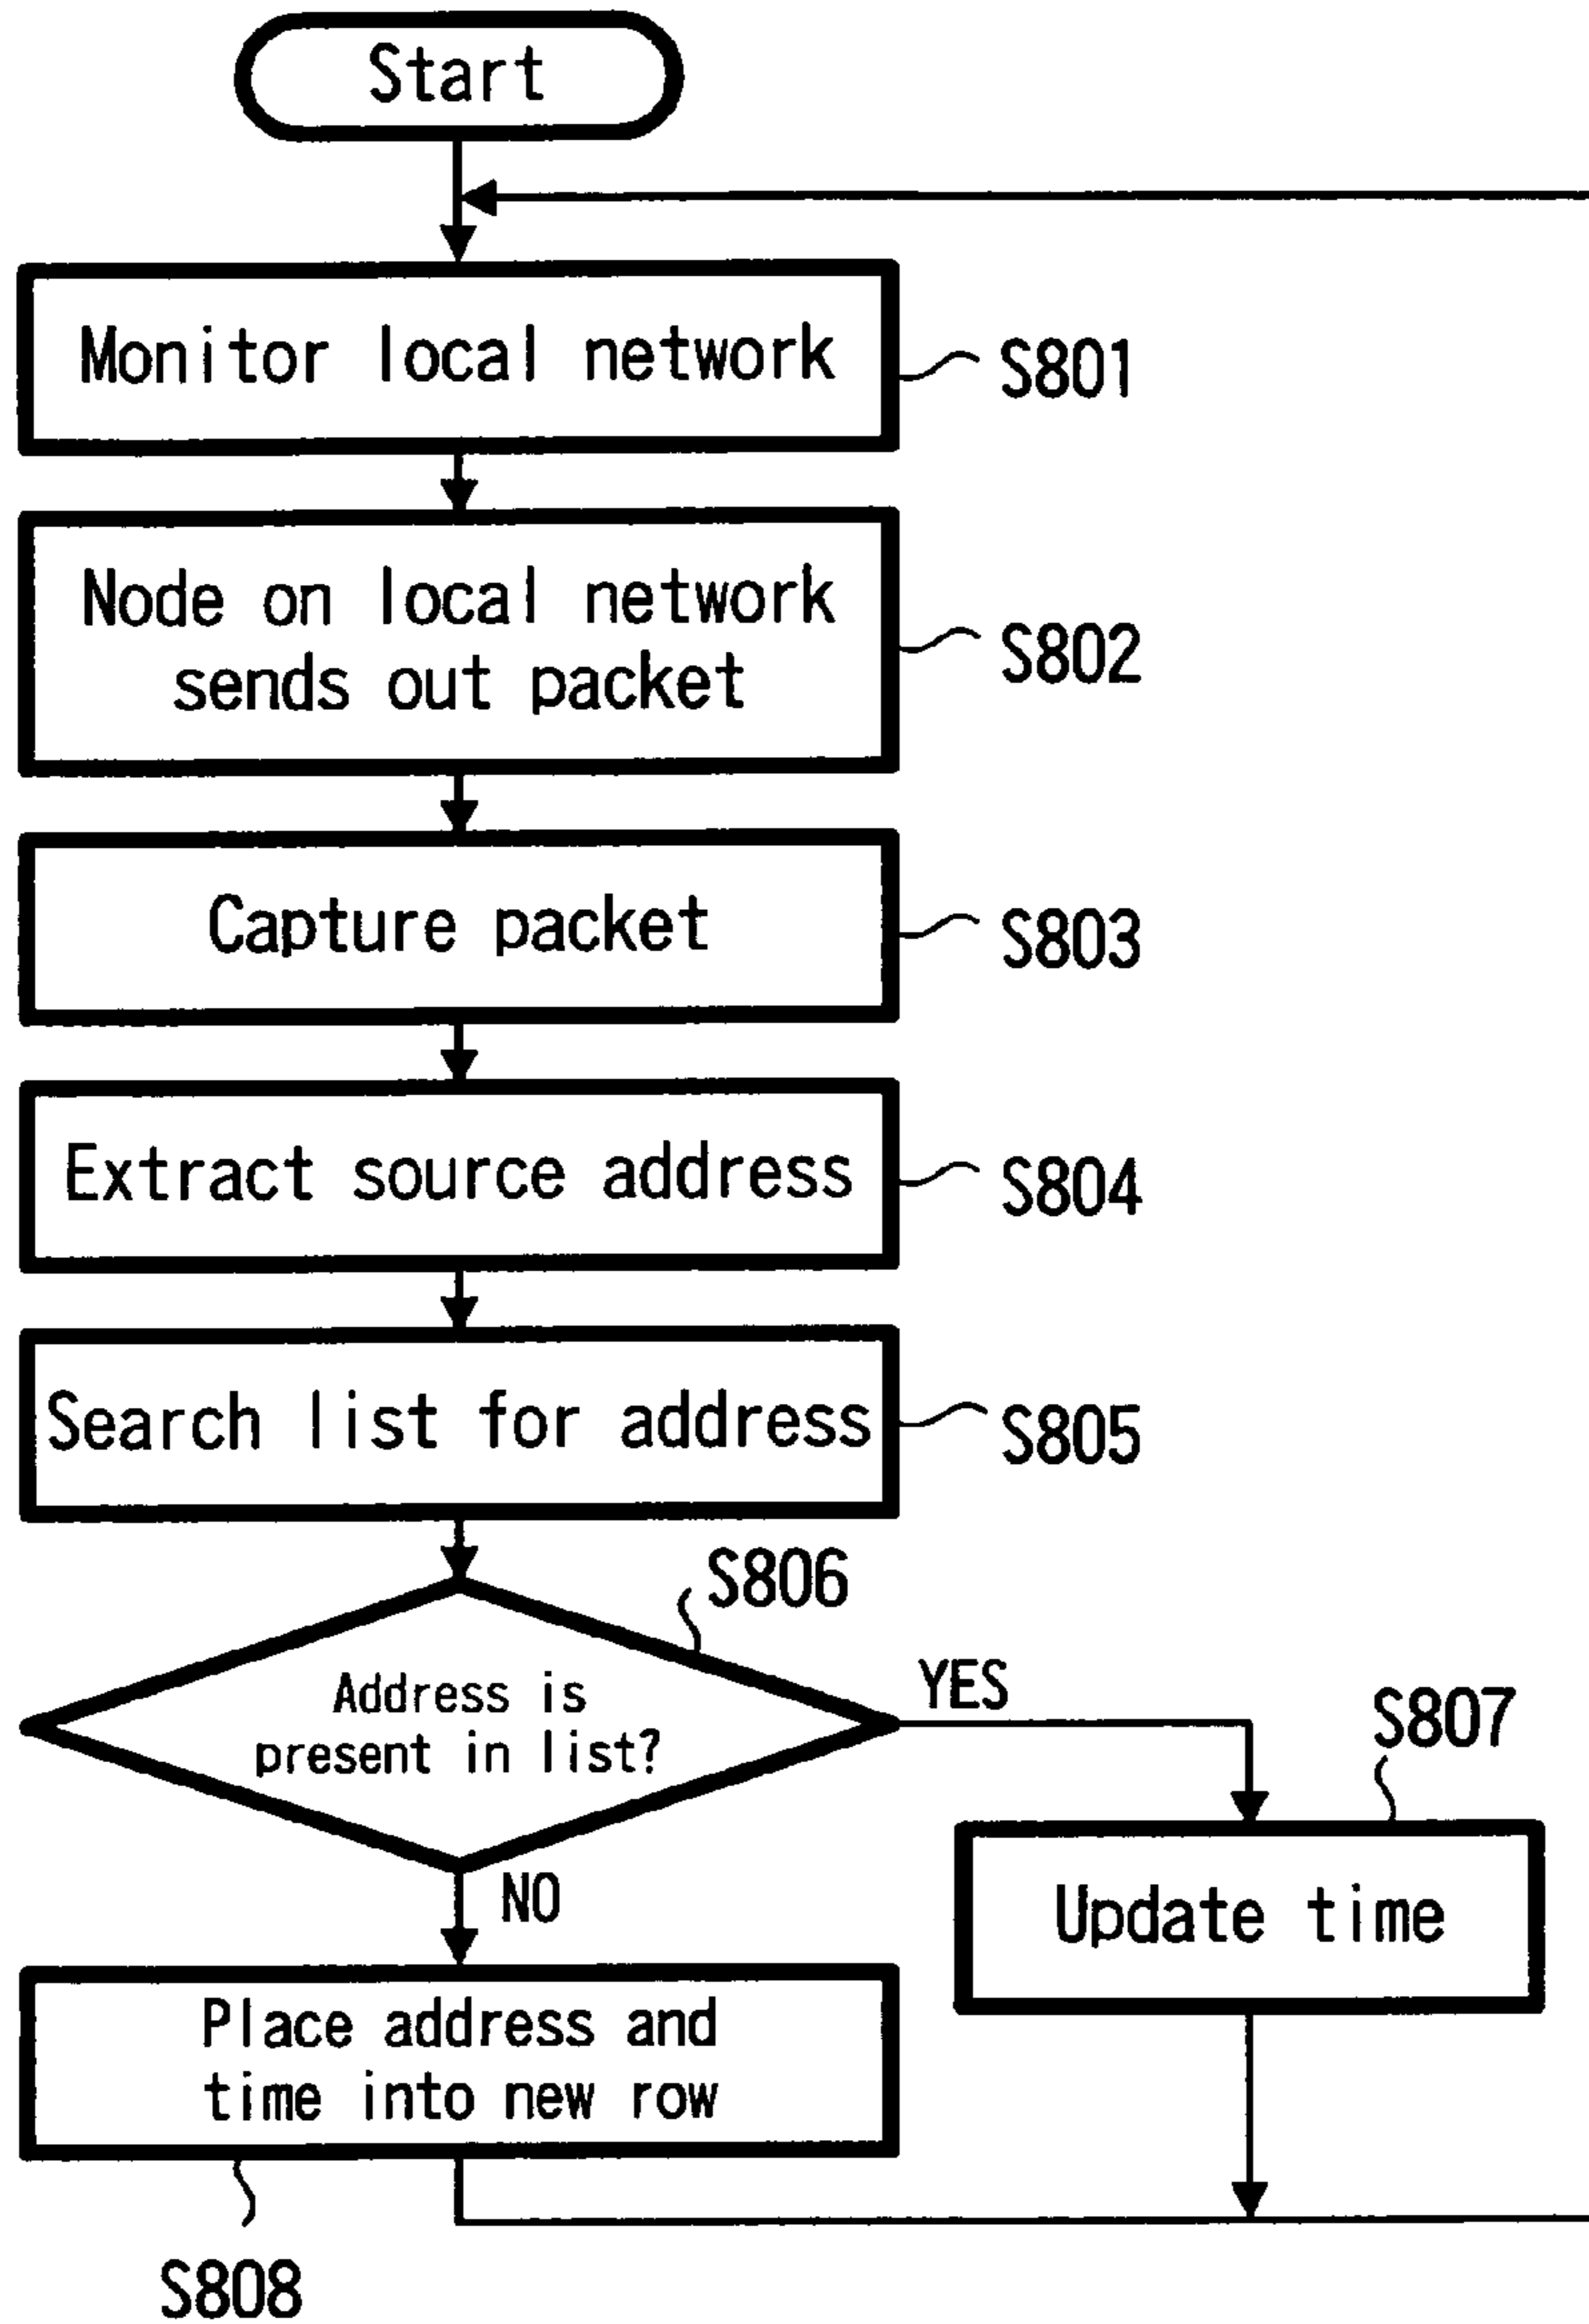 Start
Monitor local network
S801
Node on local network
sends out packet
S802
Capture packet
S803
Extract source address
S804
Search list for address
S805
S806
Address is
present in list?
YES
S807
Update time
NO
Place address and
time into new row
S808